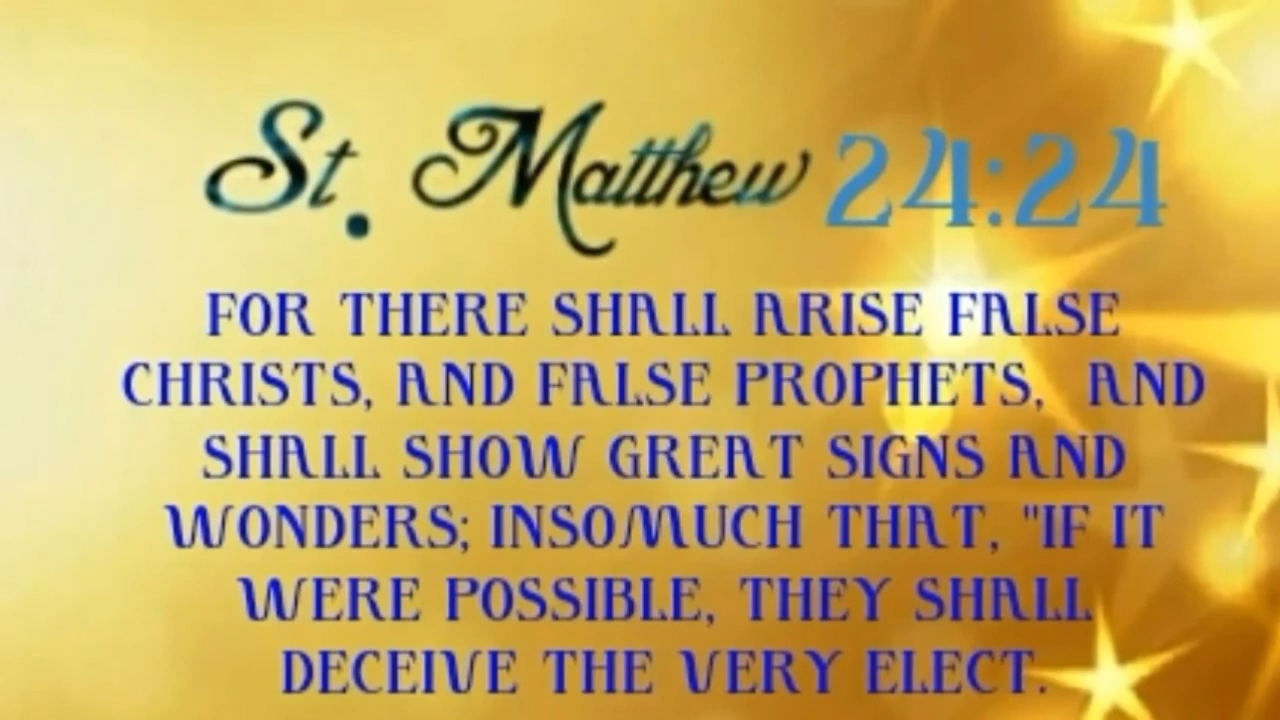 St. Matthew 24:24
FOR THERE SHALL ARISE FALSE
CHRISTS, AND FALSE PROPHETS, AND
SHALL SHOW GREAT SIGNS AND
WONDERS; INSOMUCH THAT, "IF IT
WERE POSSIBLE, THEY SHALL
DECEIVE THE VERY ELECT.